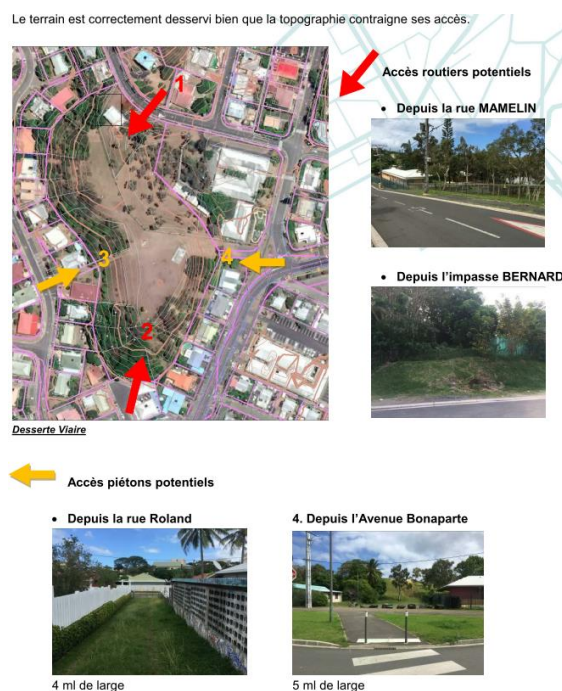 Le terrain est correctement desservi bien que la topographie contraigne ses accès.
1
3
4
2
Desserte Viaire
Accès routiers potentiels
• Depuis la rue MAMELIN
• Depuis l'impasse BERNARD
Accès piétons potentiels
• Depuis la rue Roland
4 ml de large
4. Depuis l'Avenue Bonaparte
5 ml de large